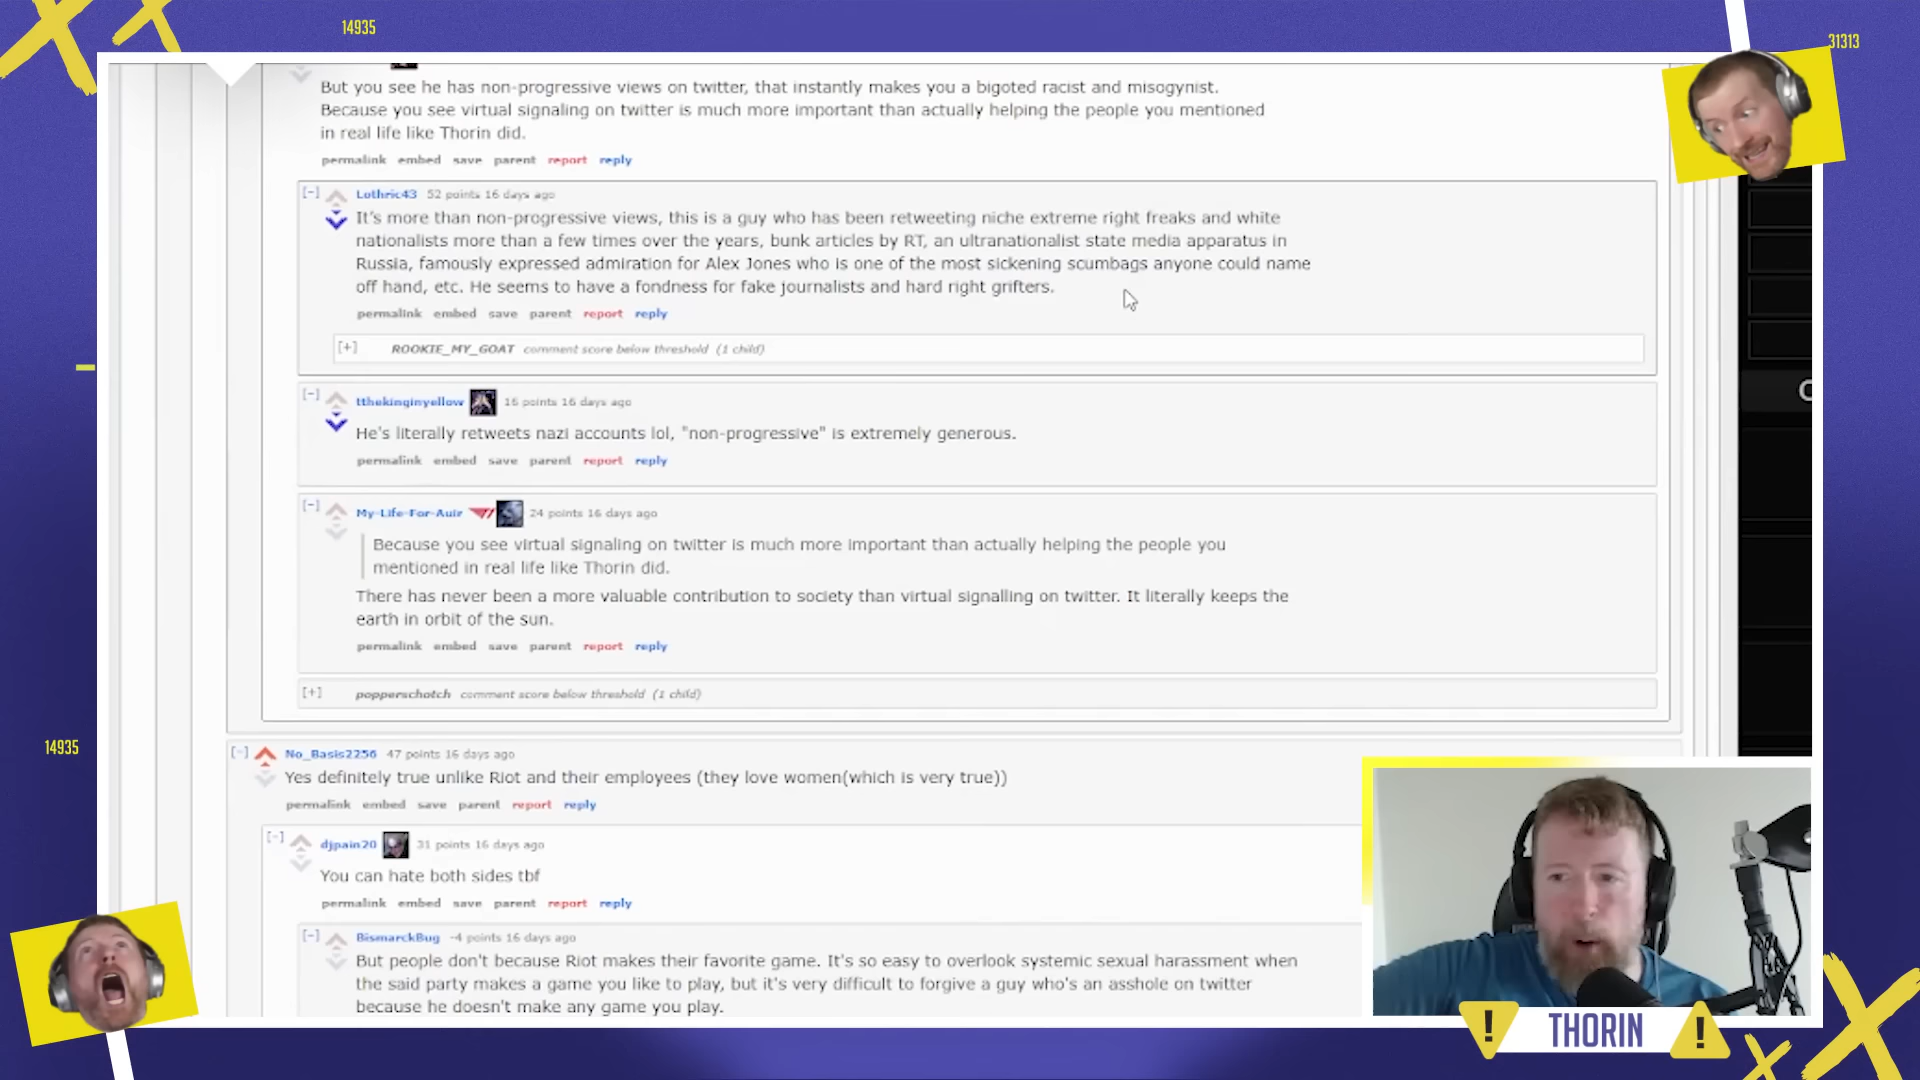 14935
31313
But you see he has non-progressive views on twitter, that instantly makes you a bigoted racist and misogynist.
Because you see virtual signaling on twitter is much more important than actually helping the people you mentioned
in real life like Thorin did.
permalink embed save parent report reply
[-] Lothric43 52 points 16 days ago
It's more than non-progressive views, this is a guy who has been retweeting niche extreme right freaks and white
nationalists more than a few times over the years, bunk articles by RT, an ultranationalist state media apparatus in
Russia, famously expressed admiration for Alex Jones who is one of the most sickening scumbags anyone could name
off hand, etc. He seems to have a fondness for fake journalists and hard right grifters.
permalink embed save parent report reply
[+] ROOKIE_MY_GOAT comment score below threshold (1 child)
[-] tthekinginyellow 16 points 16 days ago
He's literally retweets nazi accounts lol, "non-progressive" is extremely generous.
permalink embed save parent report reply
[-] My-Life-For-Auir 24 points 16 days ago
Because you see virtual signaling on twitter is much more important than actually helping the people you
mentioned in real life like Thorin did.
There has never been a more valuable contribution to society than virtual signalling on twitter. It literally keeps the
earth in orbit of the sun.
permalink embed save parent report reply
[+] popperschotch comment score below threshold (1 child)
14935
[-] No_Basis2256 47 points 16 days ago
Yes definitely true unlike Riot and their employees (they love women(which is very true))
permalink embed save parent report reply
[-] djpain20 31 points 16 days ago
You can hate both sides tbf
permalink embed save parent report reply
[-] BismarckBug -4 points 16 days ago
But people don't because Riot makes their favorite game. It's so easy to overlook systemic sexual harassment when
the said party makes a game you like to play, but it's very difficult to forgive a guy who's an asshole on twitter
because he doesn't make any game you play.
! THORIN !